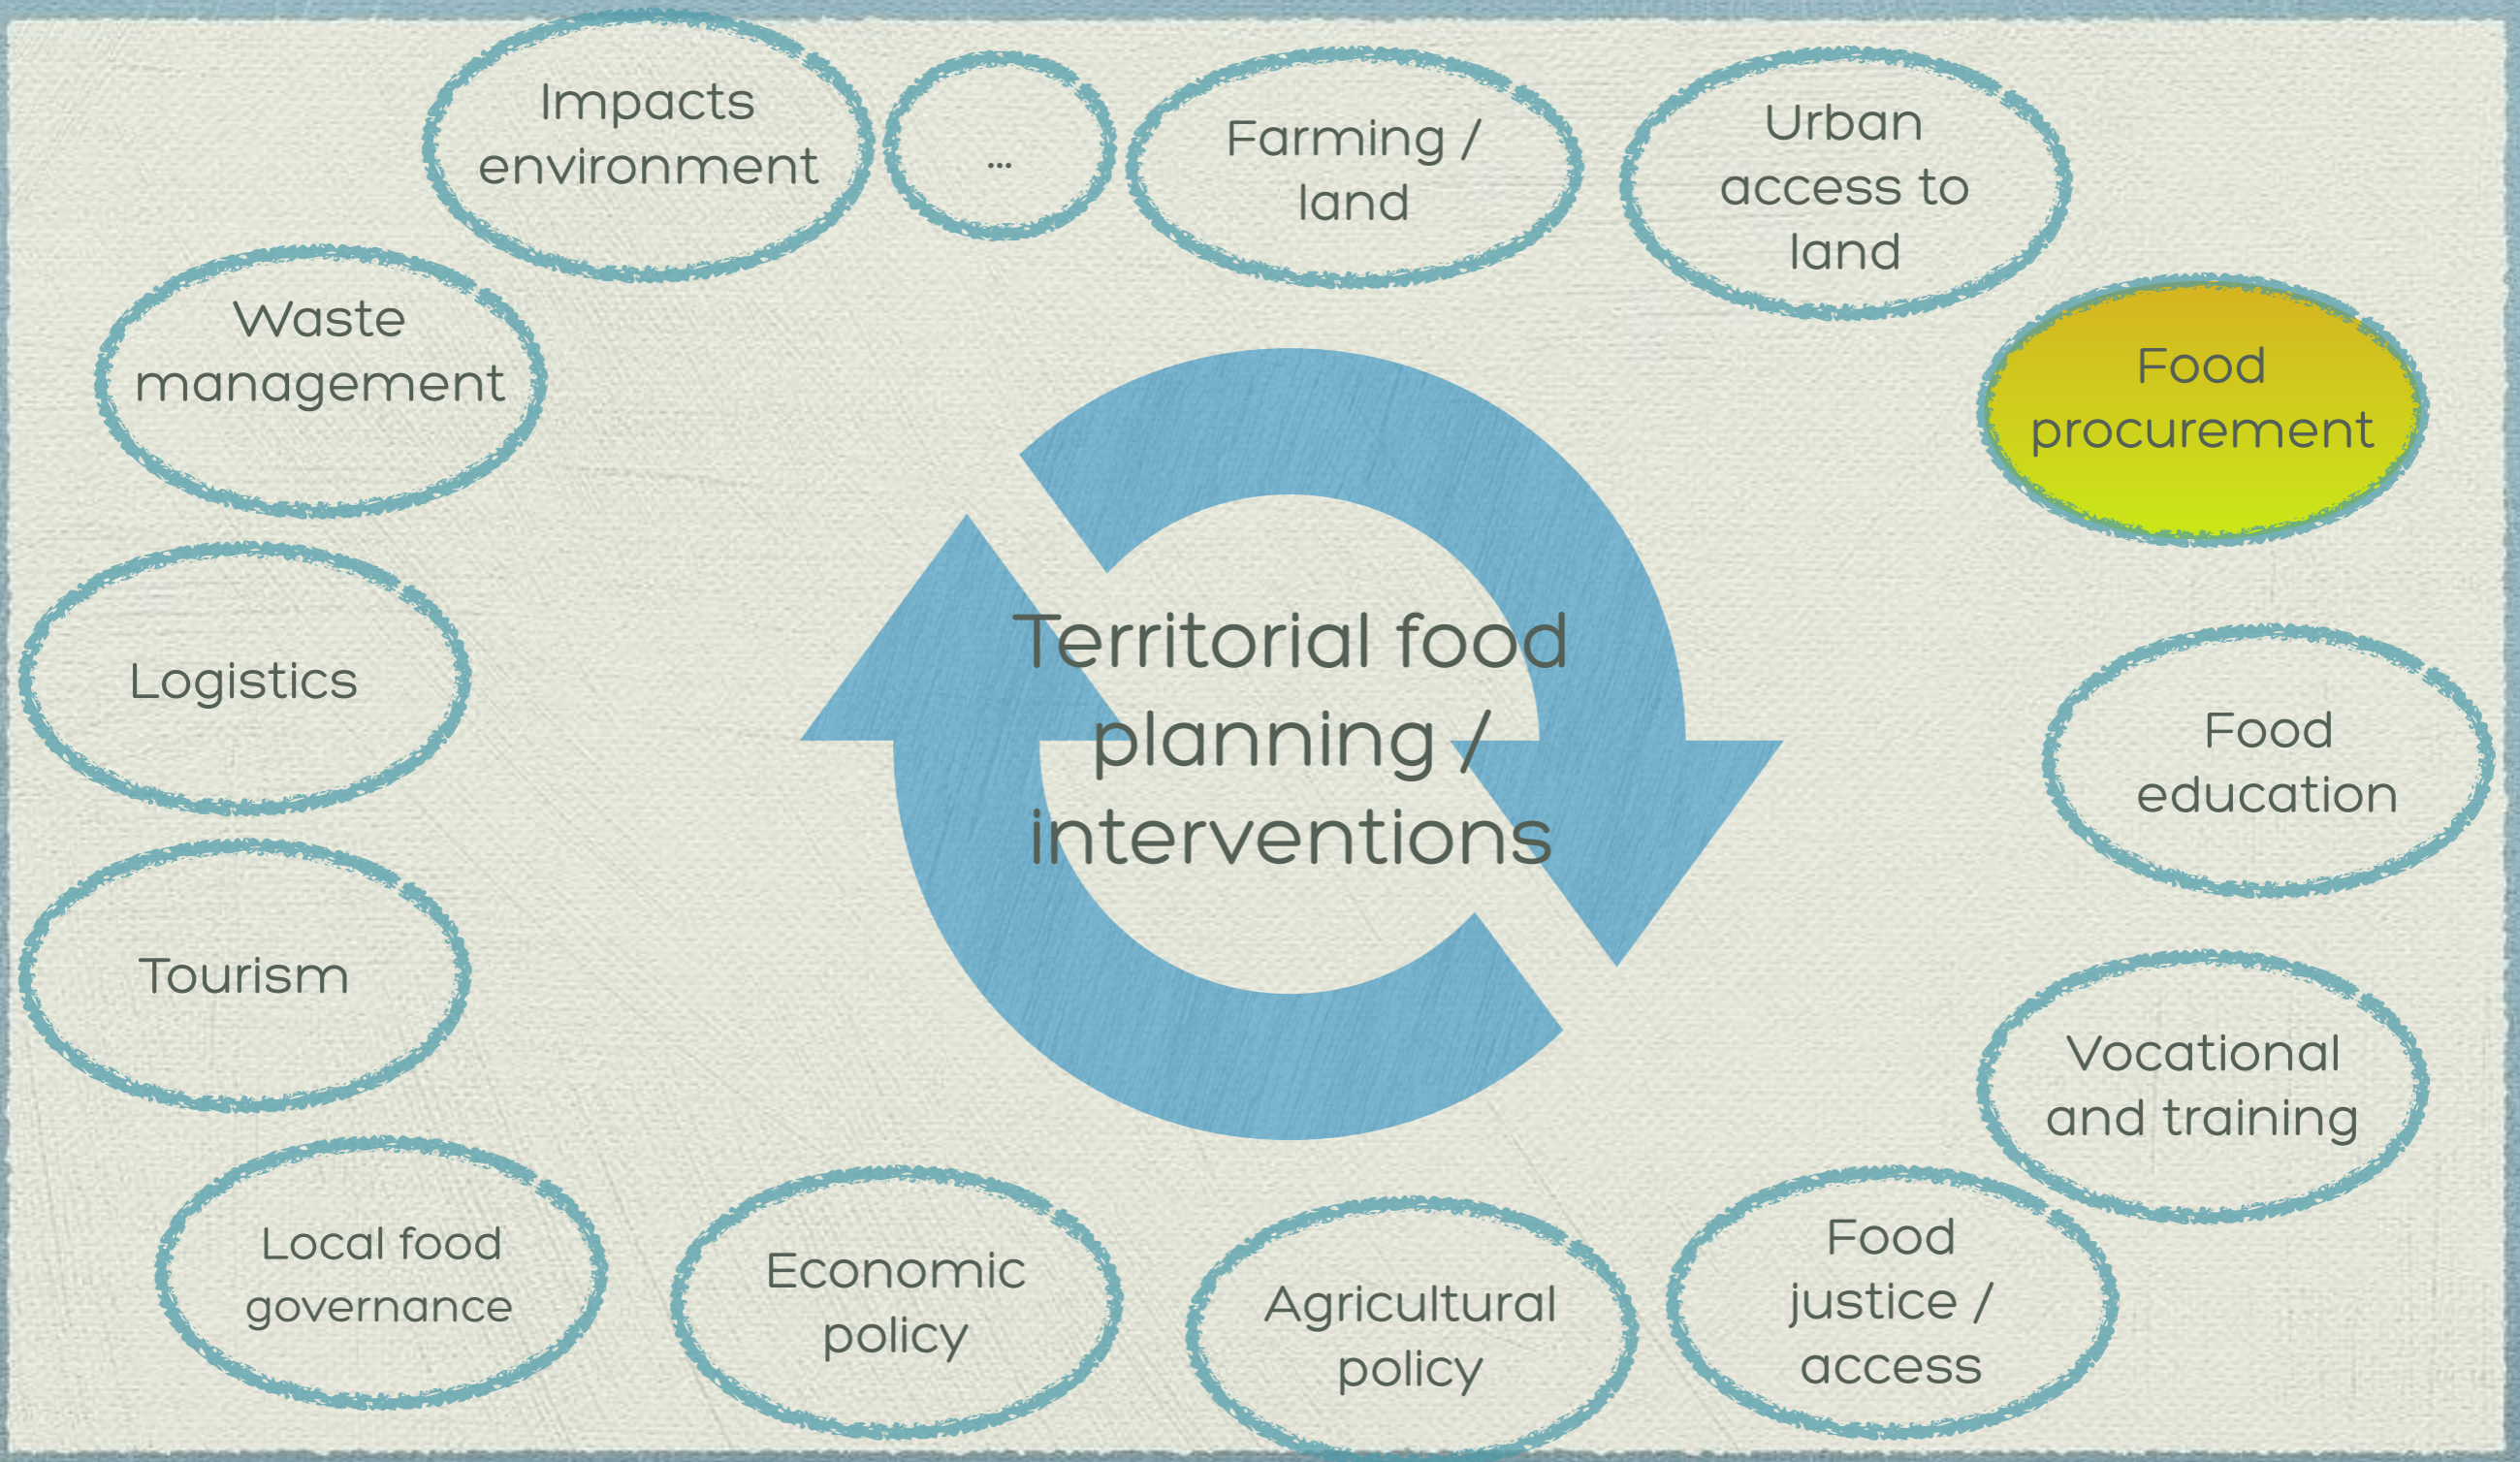 Impacts
environment
...
Farming /
land
Urban
access to
land
Waste
management
Food
procurement
Logistics
Territorial food
planning /
interventions
Food
education
Tourism
Vocational
and training
Local food
governance
Economic
policy
Agricultural
policy
Food
justice /
access